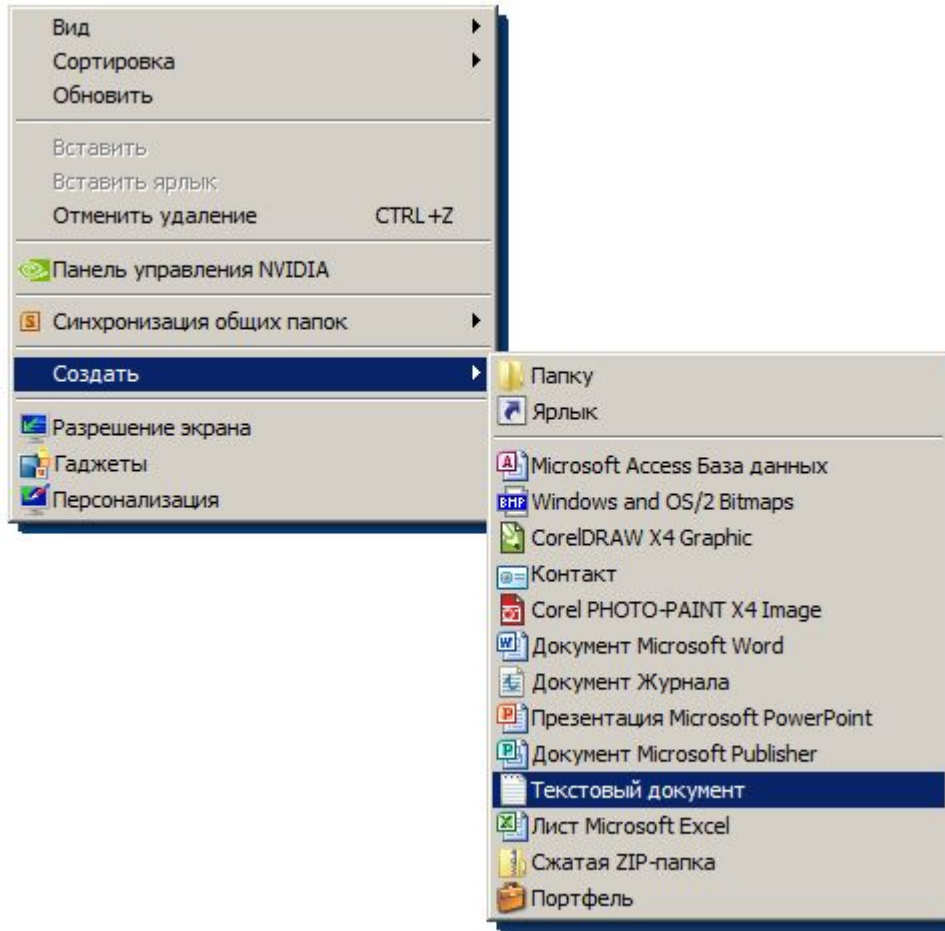 Вид
Сортировка
Обновить
Вставить
Вставить ярлык
Отменить удаление CTRL+Z
Панель управления NVIDIA
S Синхронизация общих папок
Создать
Разрешение экрана
Гаджеты
Персонализация
Папку
Ярлык
A Microsoft Access База данных
BMP Windows and OS/2 Bitmaps
CorelDRAW X4 Graphic
Контакт
Corel PHOTO-PAINT X4 Image
W Документ Microsoft Word
Документ Журнала
P Презентация Microsoft PowerPoint
P Документ Microsoft Publisher
Текстовый документ
X Лист Microsoft Excel
Сжатая ZIP-папка
Портфель